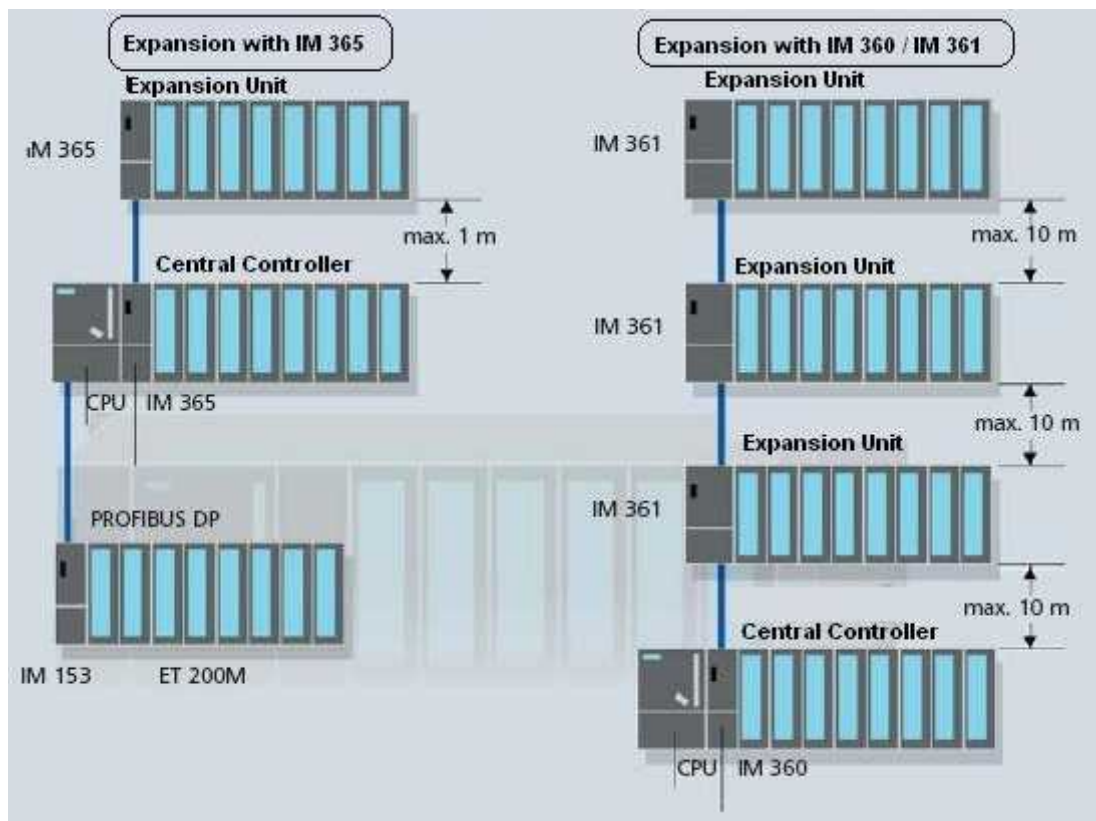 Expansion with IM 365
Expansion Unit
IM 365
max. 1 m
Central Controller
CPU
IM 365
PROFIBUS DP
IM 153
ET 200M
Expansion with IM 360 / IM 361
Expansion Unit
IM 361
max. 10 m
Expansion Unit
IM 361
max. 10 m
Expansion Unit
IM 361
max. 10 m
Central Controller
CPU
IM 360